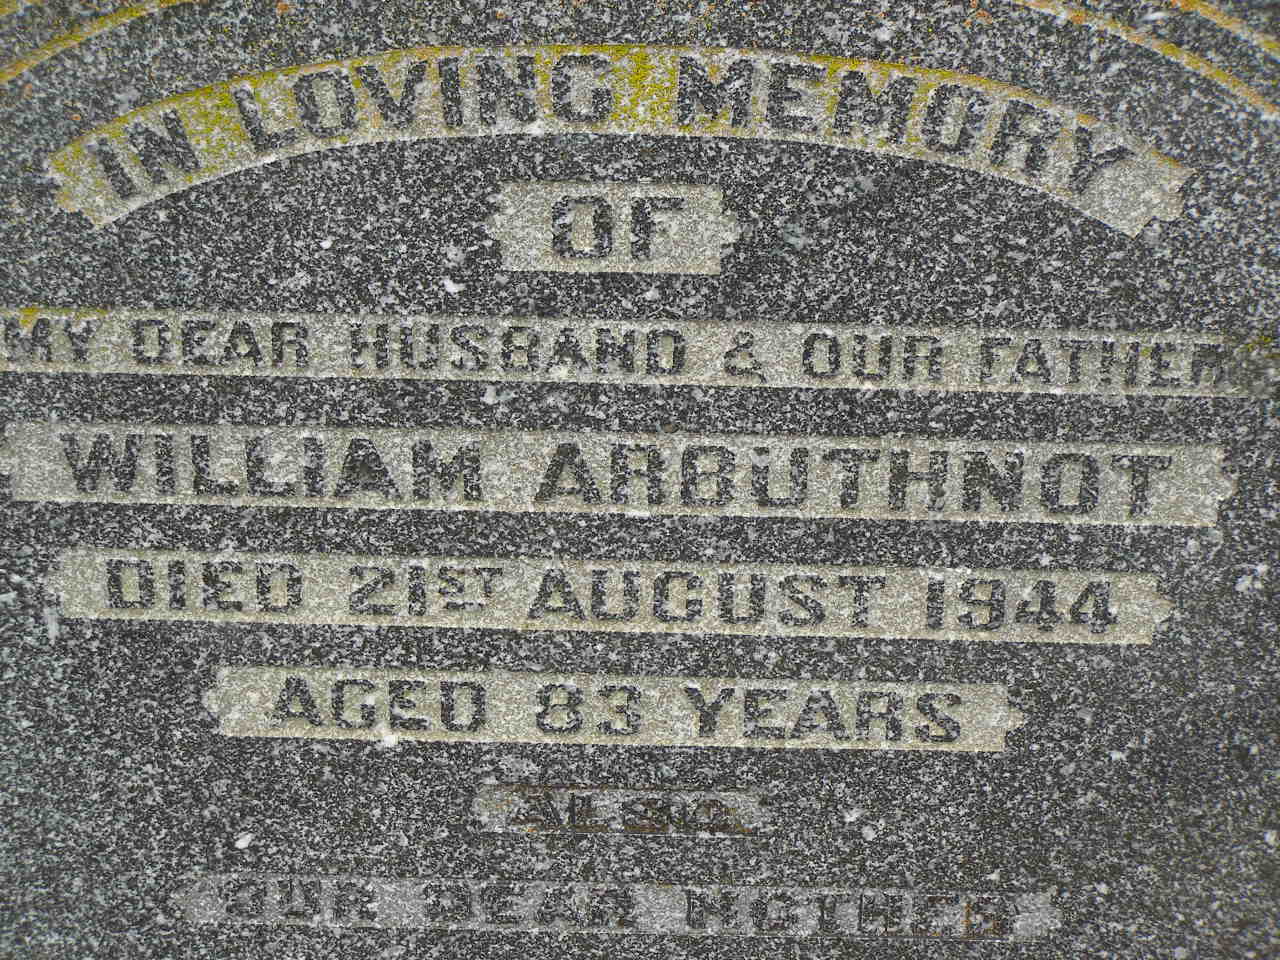 IN LOVING MEMORY
OF
MY DEAR HUSBAND & OUR FATHER
WILLIAM ARBUTHNOT
DIED 21ST AUGUST 1944
AGED 83 YEARS
ALSO
OUR DEAR MOTHER